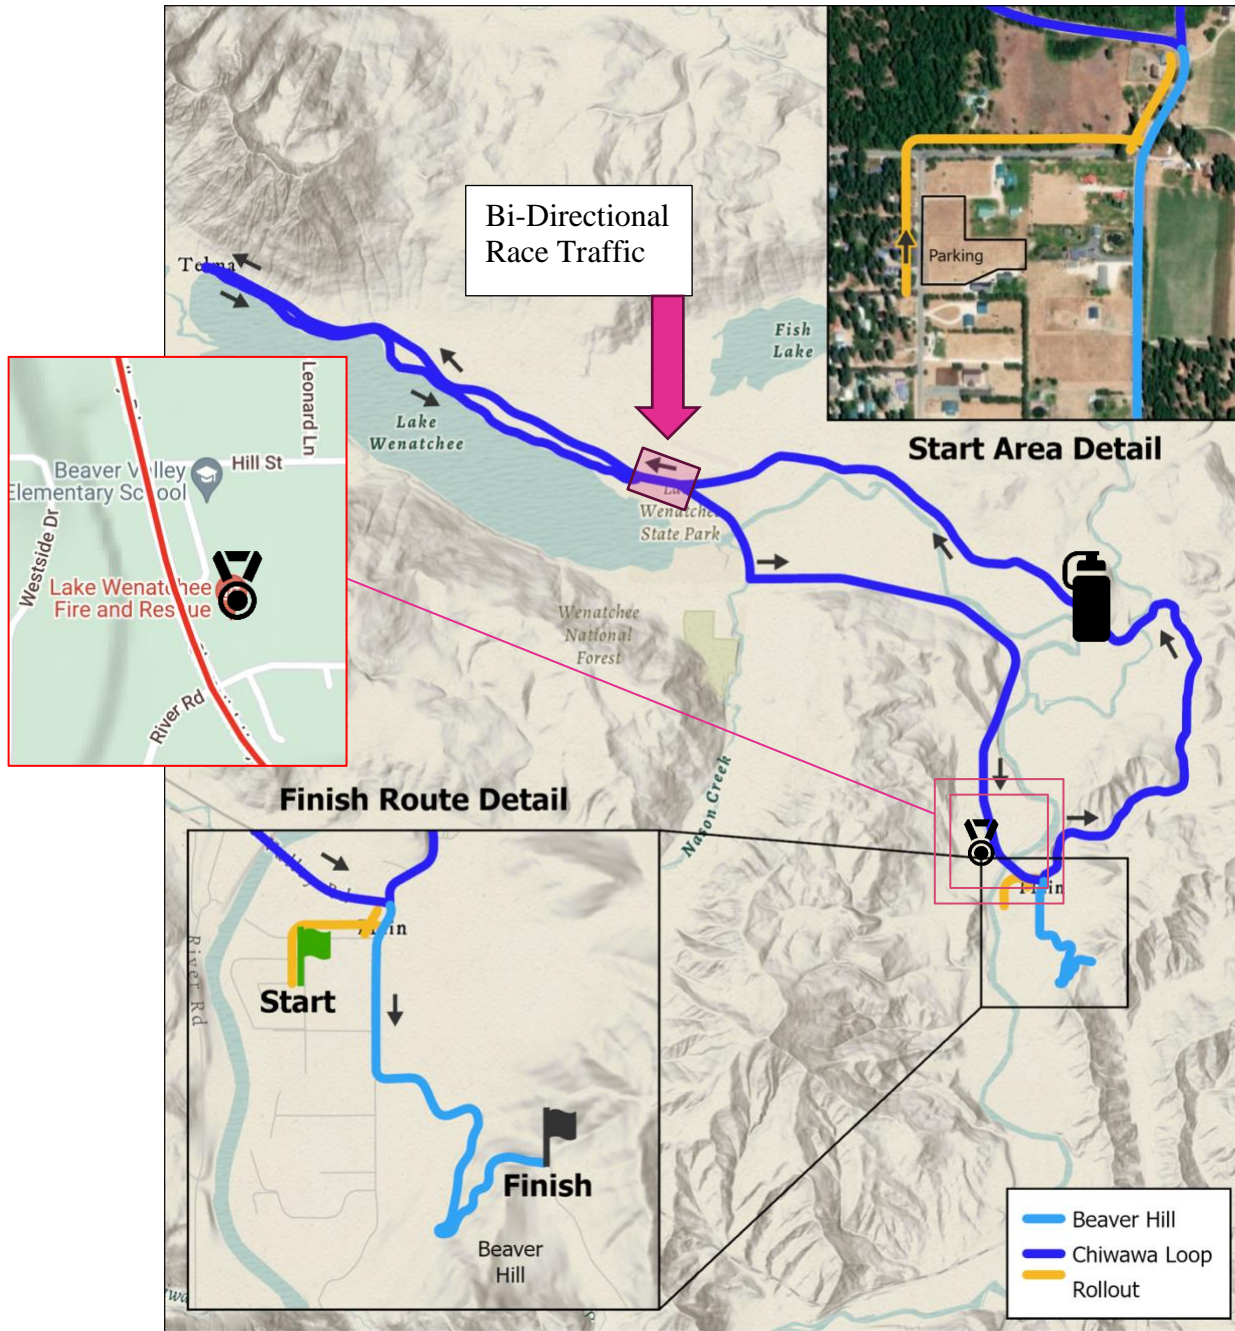 Bi-Directional
Race Traffic
Parking
Start Area Detail
Fish
Lake
Lake
Wenatchee
Wenatchee
State Park
Wenatchee
National
Forest
Nason Creek
Leonard Ln
Hill St
Beaver Valley
Elementary School
Westside Dr
Lake Wenatchee
Fire and Rescue
River Rd
Finish Route Detail
River Rd
Start
Finish
Beaver
Hill
Beaver Hill
Chiwawa Loop
Rollout